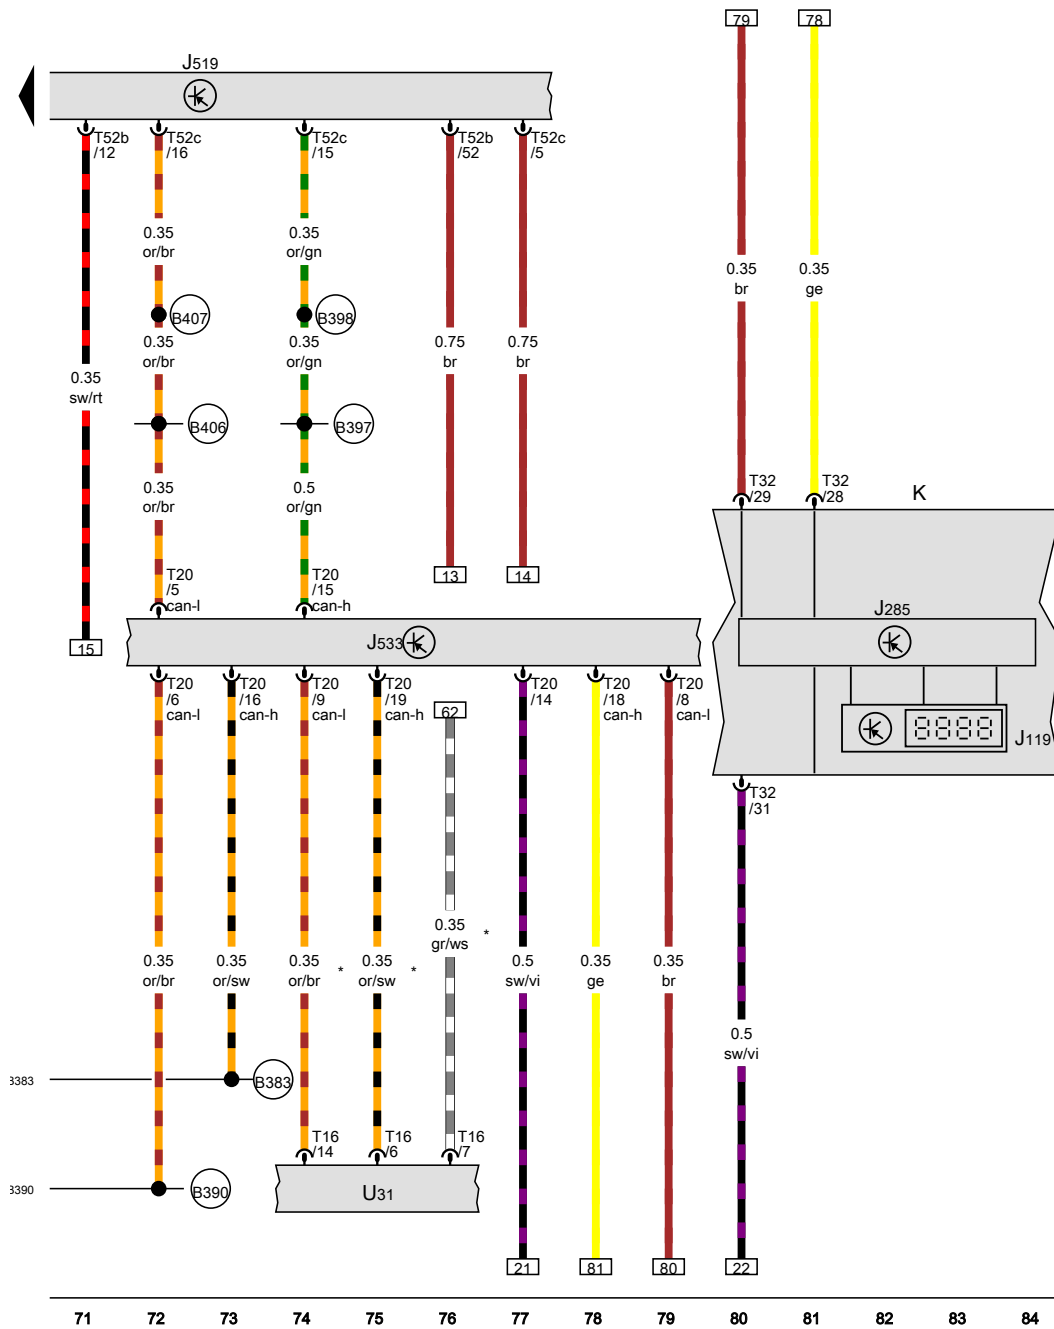 79 78
J519
T52b
/12
T52c
/16
T52c
/15
T52b
/52
T52c
/5
0.35
or/br
0.35
or/gn
0.35
br
0.35
ge
B407
B398
0.35
or/br
0.35
or/gn
0.75
br
0.75
br
0.35
sw/rt
B406
B397
0.35
or/br
0.5
or/gn
T32
/29
T32
/28
K
T20
/5
can-l
T20
/15
can-h
13 14
15
J533
J285
T20
/6
can-l
T20
/16
can-h
T20
/9
can-l
T20
/19
can-h
62
T20
/14
T20
/18
can-h
T20
/8
can-l
8888
J119
T32
/31
0.35
gr/ws *
0.35
or/br
0.35
or/sw
0.35
or/br *
0.35
or/sw *
0.5
sw/vi
0.35
ge
0.35
br
0.5
sw/vi
3383
B383
T16
/14
T16
/6
T16
/7
3390
B390
U31
21 81 80 22
71 72 73 74 75 76 77 78 79 80 81 82 83 84